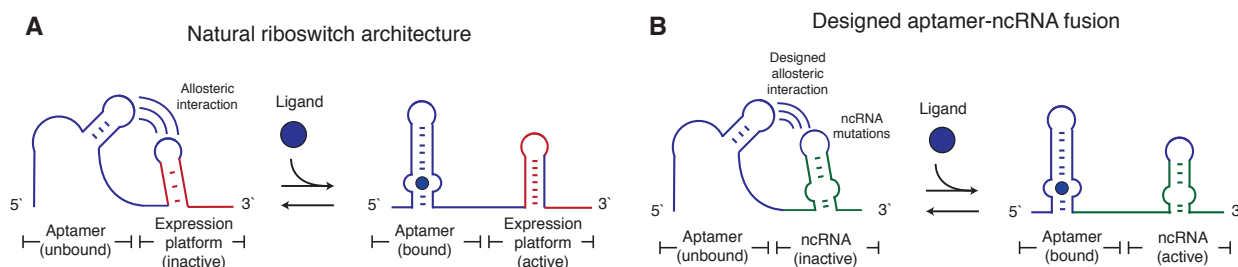 A
Natural riboswitch architecture
Allosteric
interaction
Ligand
5`
3`
Aptamer
(unbound)
Expression
platform
(inactive)
Aptamer
(bound)
Expression
platform
(active)
B
Designed aptamer-ncRNA fusion
Designed
allosteric
interaction
ncRNA
mutations
Ligand
5`
3`
5`
3`
Aptamer
(unbound)
ncRNA
(inactive)
Aptamer
(bound)
ncRNA
(active)